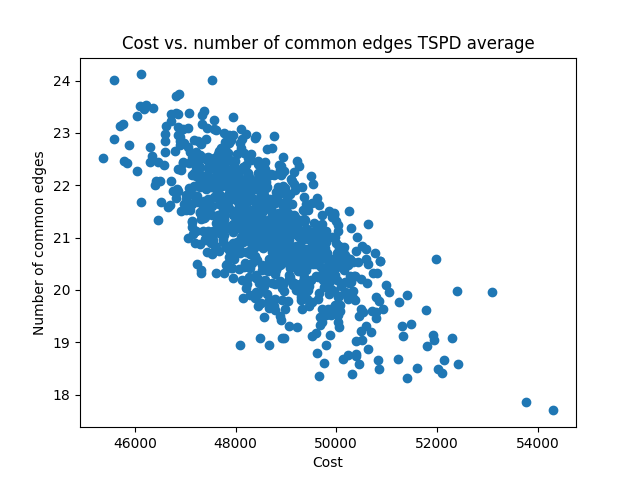 Cost vs. number of common edges TSPD average
Number of common edges
24
23
22
21
20
19
18
46000 48000 50000 52000 54000
Cost